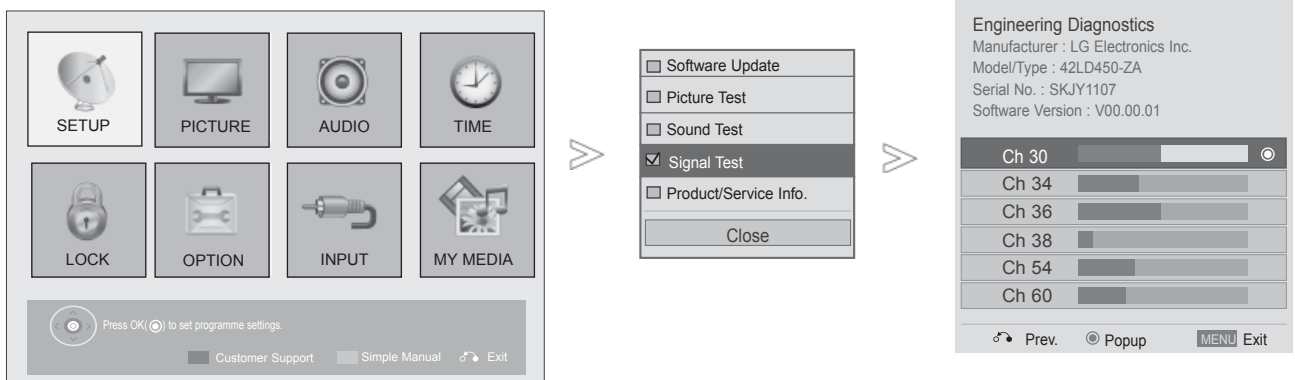 SETUP
PICTURE
AUDIO
TIME
LOCK
OPTION
INPUT
MY MEDIA
Press OK(◉) to set programme settings.
Customer Support
Simple Manual
Exit
Software Update
Picture Test
Sound Test
Signal Test
Product/Service Info.
Close
Engineering Diagnostics
Manufacturer : LG Electronics Inc.
Model/Type : 42LD450-ZA
Serial No. : SKJY1107
Software Version : V00.00.01
Ch 30
Ch 34
Ch 36
Ch 38
Ch 54
Ch 60
Prev.
Popup
MENU Exit